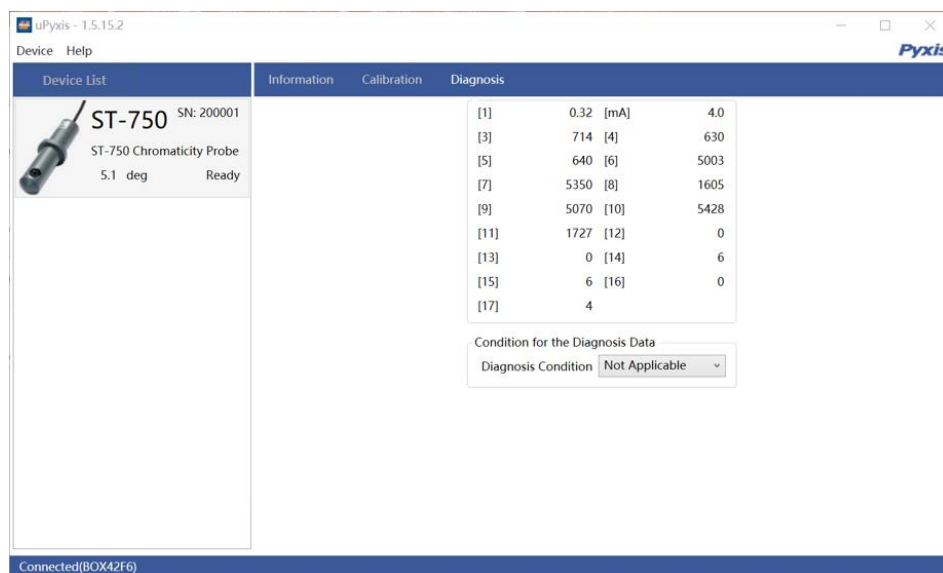 uPyxis - 1.5.15.2
Device Help
Pyxis
Device List
Information Calibration Diagnosis
ST-750 SN: 200001
ST-750 Chromaticity Probe
5.1 deg Ready
[1] 0.32 [mA] 4.0
[3] 714 [4] 630
[5] 640 [6] 5003
[7] 5350 [8] 1605
[9] 5070 [10] 5428
[11] 1727 [12] 0
[13] 0 [14] 6
[15] 6 [16] 0
[17] 4
Condition for the Diagnosis Data
Diagnosis Condition Not Applicable
Connected(BOX42F6)